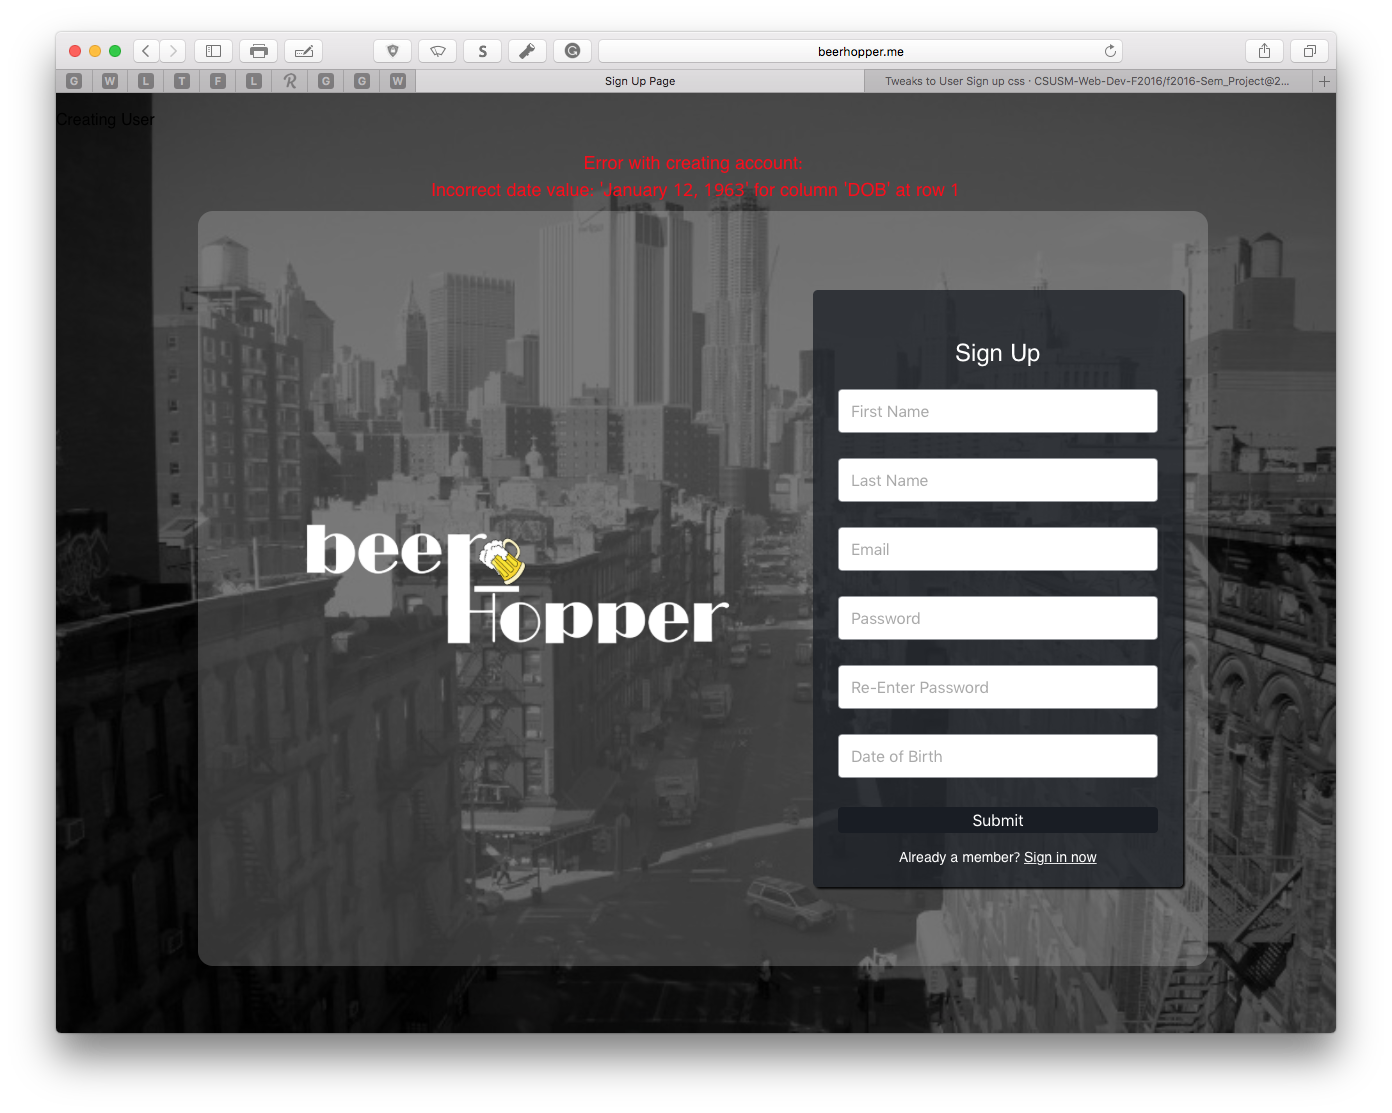 beerhopper.me
S
G
G W L T F L R G G W
Sign Up Page
Tweaks to User Sign up css · CSUSM-Web-Dev-F2016/f2016-Sem_Project@2...
Creating User
Error with creating account:
Incorrect date value: 'January 12, 1963' for column 'DOB' at row 1
beer
Hopper
Sign Up
First Name
Last Name
Email
Password
Re-Enter Password
Date of Birth
Submit
Already a member? Sign in now